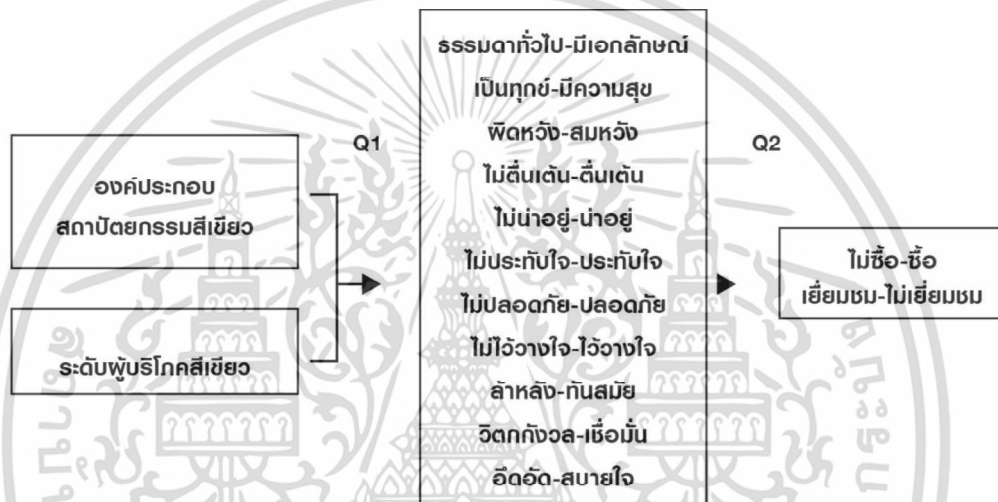 องค์ประกอบ
สถาปัตยกรรมสีเขียว
ระดับผู้บริโภคสีเขียว
Q1
ธรรมดาทั่วไป-มีเอกลักษณ์
เป็นทุกข์-มีความสุข
ผิดหวัง-สมหวัง
ไม่ตื่นเต้น-ตื่นเต้น
ไม่น่าอยู่-น่าอยู่
ไม่ประทับใจ-ประทับใจ
ไม่ปลอดภัย-ปลอดภัย
ไม่ไว้วางใจ-ไว้วางใจ
ล้าหลัง-ทันสมัย
วิตกกังวล-เชื่อมั่น
อึดอัด-สบายใจ
Q2
ไม่ซื้อ-ซื้อ
เยี่ยมชม-ไม่เยี่ยมชม